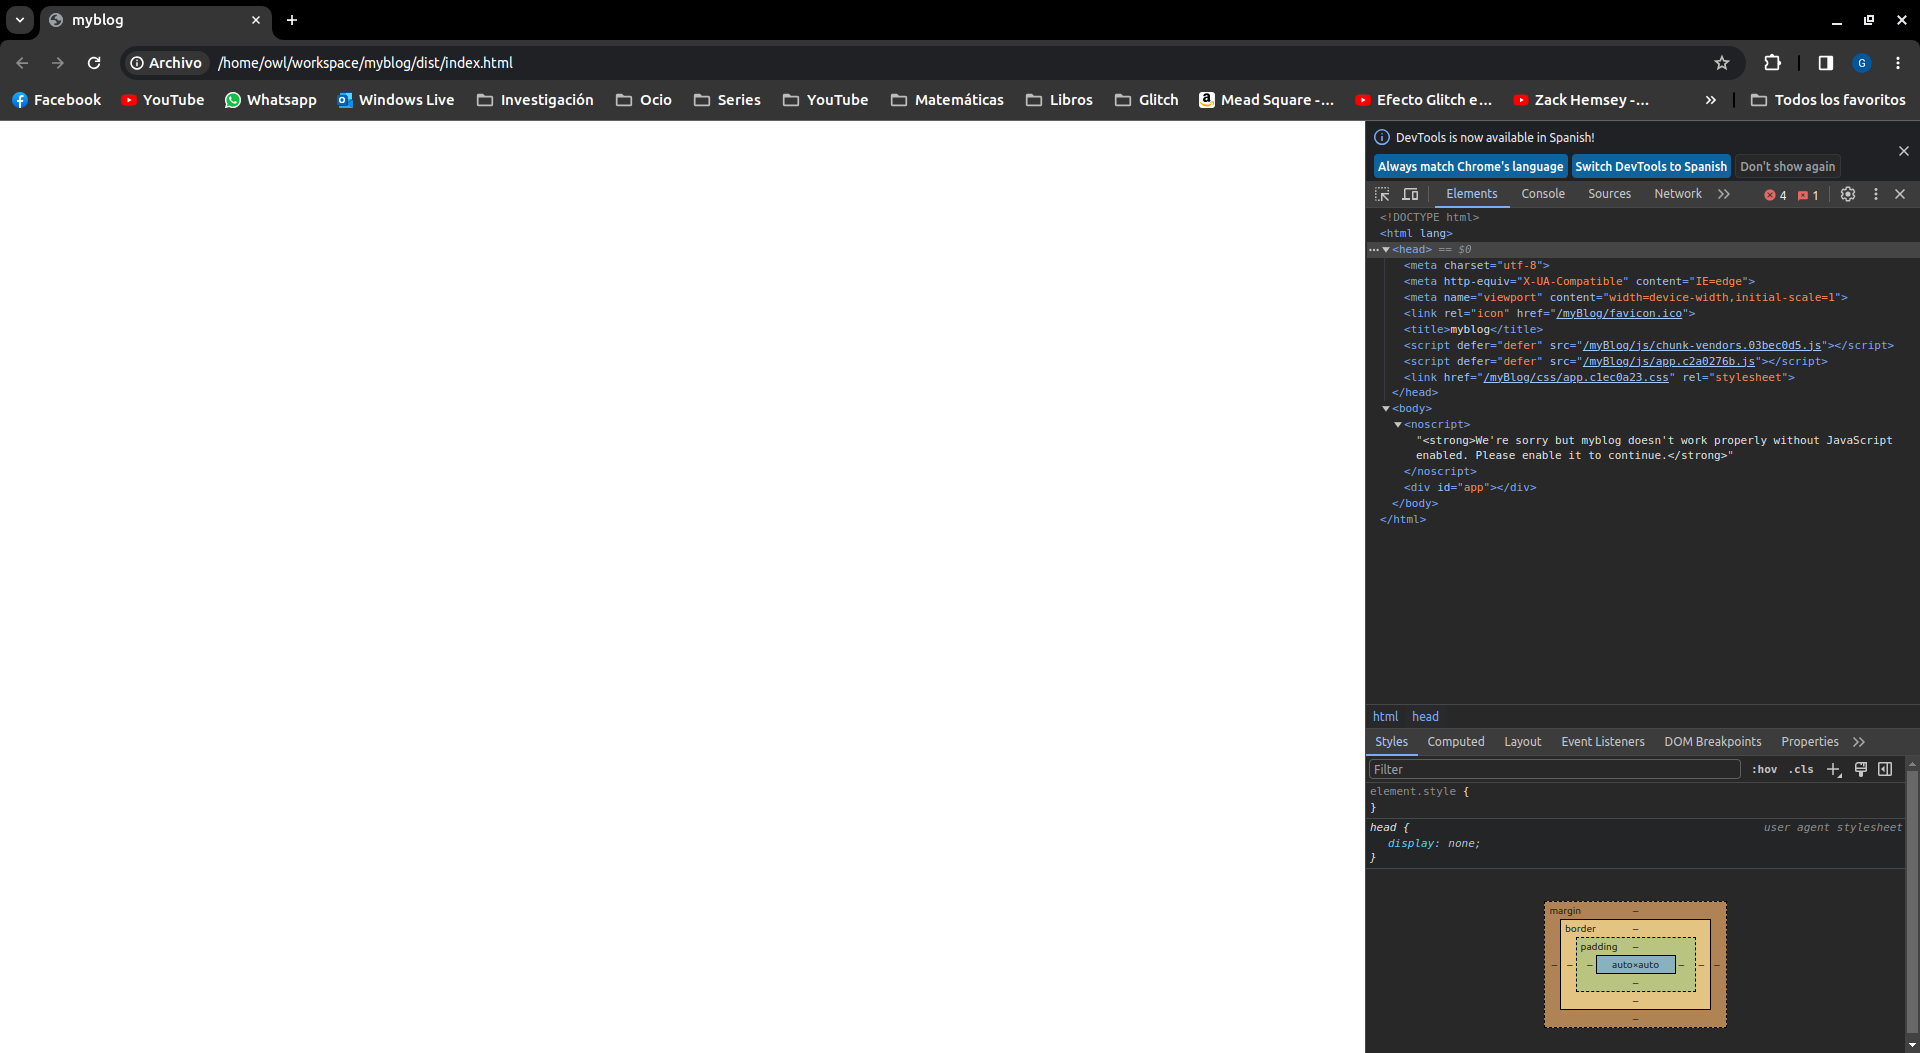 myblog
Archivo /home/owl/workspace/myblog/dist/index.html G
Facebook YouTube Whatsapp Windows Live Investigación Ocio Series YouTube Matemáticas Libros Glitch Mead Square -... Efecto Glitch e... Zack Hemsey -... Todos los favoritos
DevTools is now available in Spanish!
Always match Chrome's language Switch DevTools to Spanish Don't show again
Elements Console Sources Network 4 1
<!DOCTYPE html>
<html lang>
<head> == $0
<meta charset="utf-8">
<meta http-equiv="X-UA-Compatible" content="IE=edge">
<meta name="viewport" content="width=device-width,initial-scale=1">
<link rel="icon" href="/myBlog/favicon.ico">
<title>myblog</title>
<script defer="defer" src="/myBlog/js/chunk-vendors.03bec0d5.js"></script>
<script defer="defer" src="/myBlog/js/app.c2a0276b.js"></script>
<link href="/myBlog/css/app.c1ec0a23.css" rel="stylesheet">
</head>
<body>
<noscript>
"<strong>We're sorry but myblog doesn't work properly without JavaScript
enabled. Please enable it to continue.</strong>"
</noscript>
<div id="app"></div>
</body>
</html>
html head
Styles Computed Layout Event Listeners DOM Breakpoints Properties
Filter :hov .cls
element.style {
}
head { user agent stylesheet
display: none;
}
margin –
border –
padding –
– – – auto×auto – – –
–
–
–